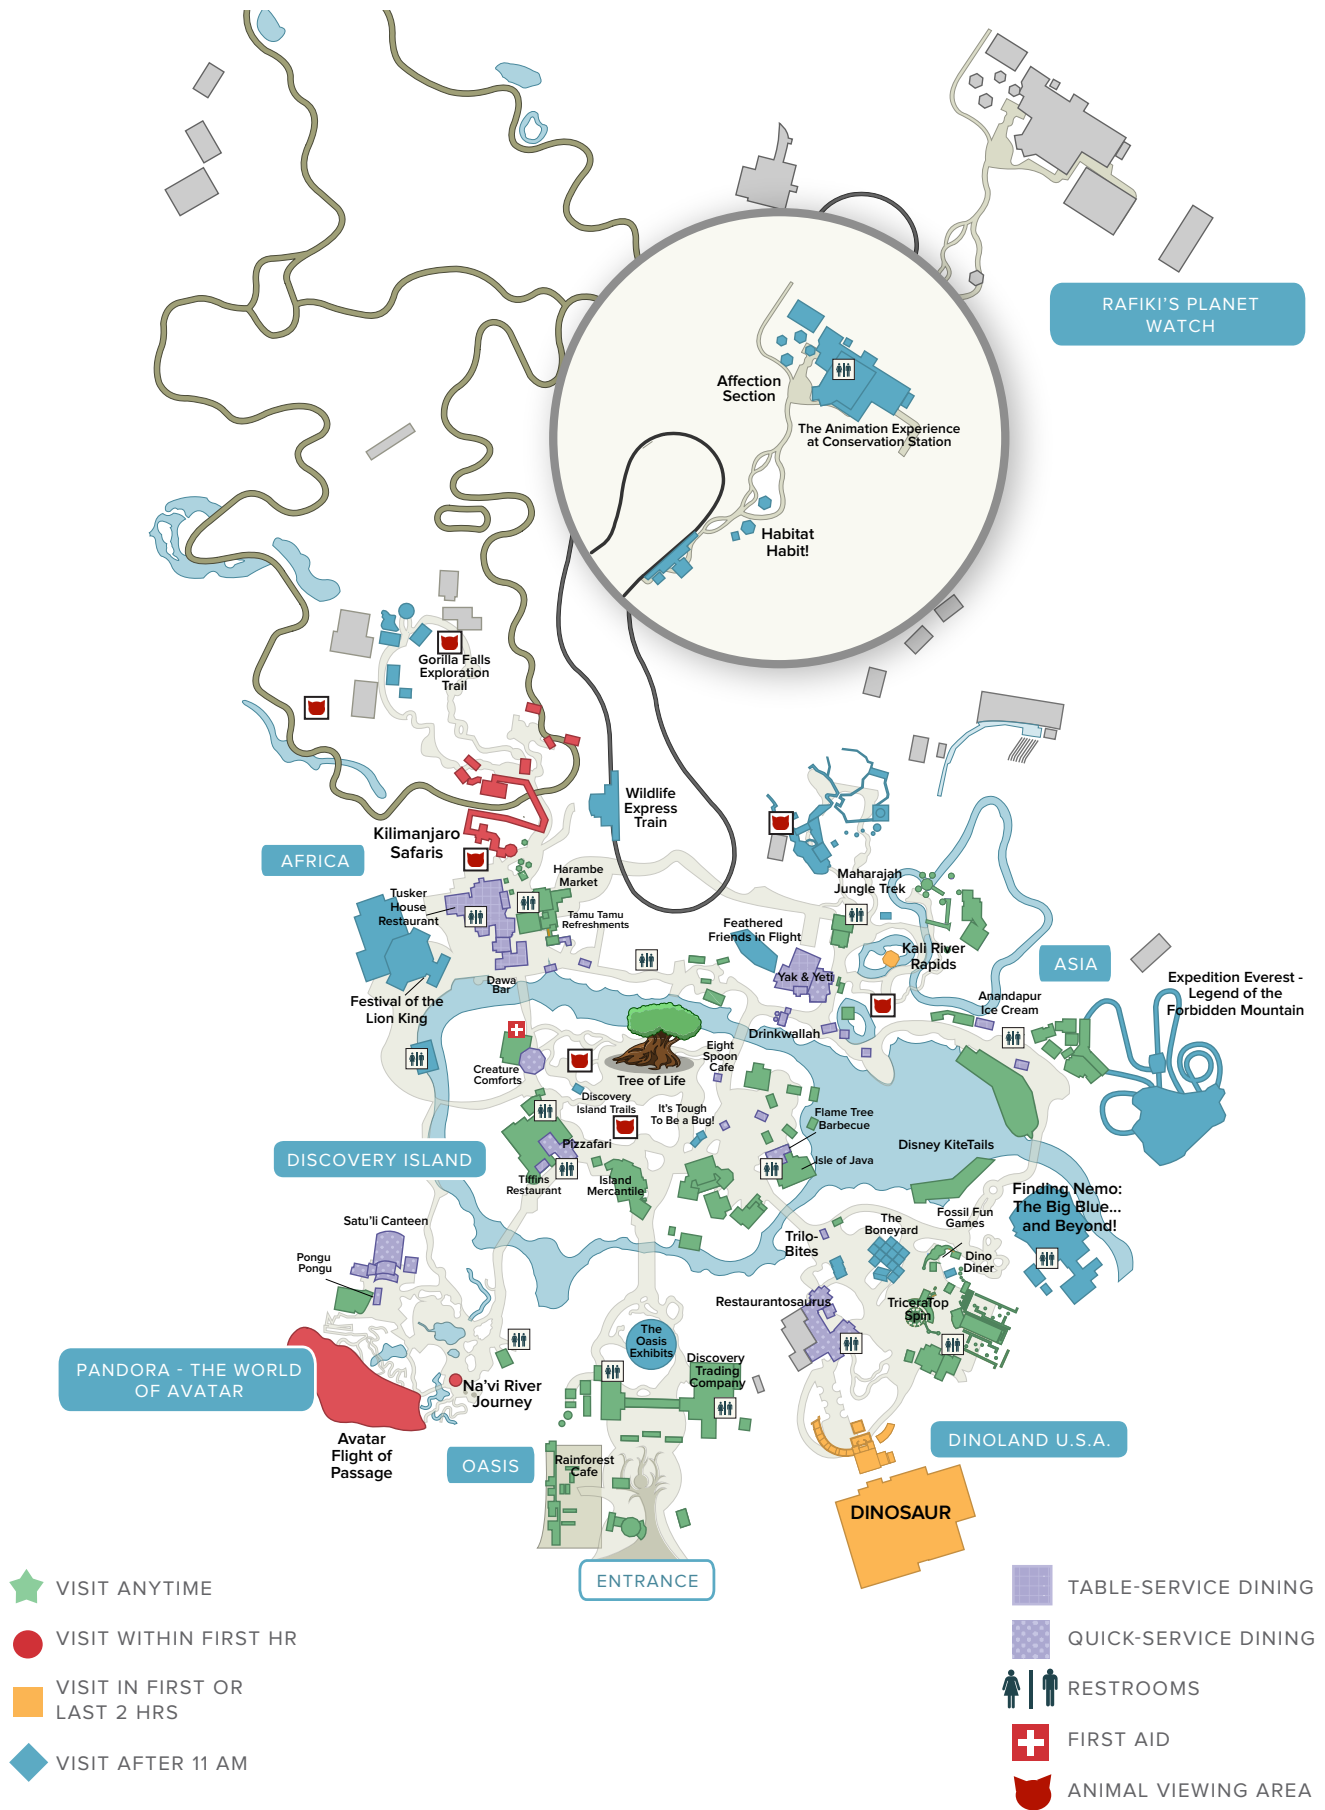 RAFIKI'S PLANET
WATCH
Affection
Section
The Animation Experience
at Conservation Station
Habitat
Habit!
Gorilla Falls
Exploration
Trail
Wildlife
Express
Train
Kilimanjaro
Safaris
AFRICA
Harambe
Market
Tusker
House
Restaurant
Tamu Tamu
Refreshments
Maharajah
Jungle Trek
Feathered
Friends in Flight
Kali River
Rapids
Yak & Yeti
ASIA
Dawa
Bar
Festival of the
Lion King
Expedition Everest -
Legend of the
Forbidden Mountain
Anandapur
Ice Cream
Drinkwallah
Eight
Spoon
Cafe
Creature
Comforts
Tree of Life
Discovery
Island Trails
It's Tough
To Be a Bug!
Flame Tree
Barbecue
Disney KiteTails
Pizzafari
Isle of Java
DISCOVERY ISLAND
Tiffins
Restaurant
Island
Mercantile
Finding Nemo:
The Big Blue...
and Beyond!
Satu'li Canteen
Pongu
Pongu
Trilo-
Bites
The
Boneyard
Fossil Fun
Games
Dino
Diner
Restaurantosaurus
TriceraTop
Spin
The
Oasis
Exhibits
Discovery
Trading
Company
PANDORA - THE WORLD
OF AVATAR
Na'vi River
Journey
Avatar
Flight of
Passage
OASIS
Rainforest
Cafe
DINOLAND U.S.A.
DINOSAUR
ENTRANCE
VISIT ANYTIME
VISIT WITHIN FIRST HR
VISIT IN FIRST OR
LAST 2 HRS
VISIT AFTER 11 AM
TABLE-SERVICE DINING
QUICK-SERVICE DINING
RESTROOMS
FIRST AID
ANIMAL VIEWING AREA